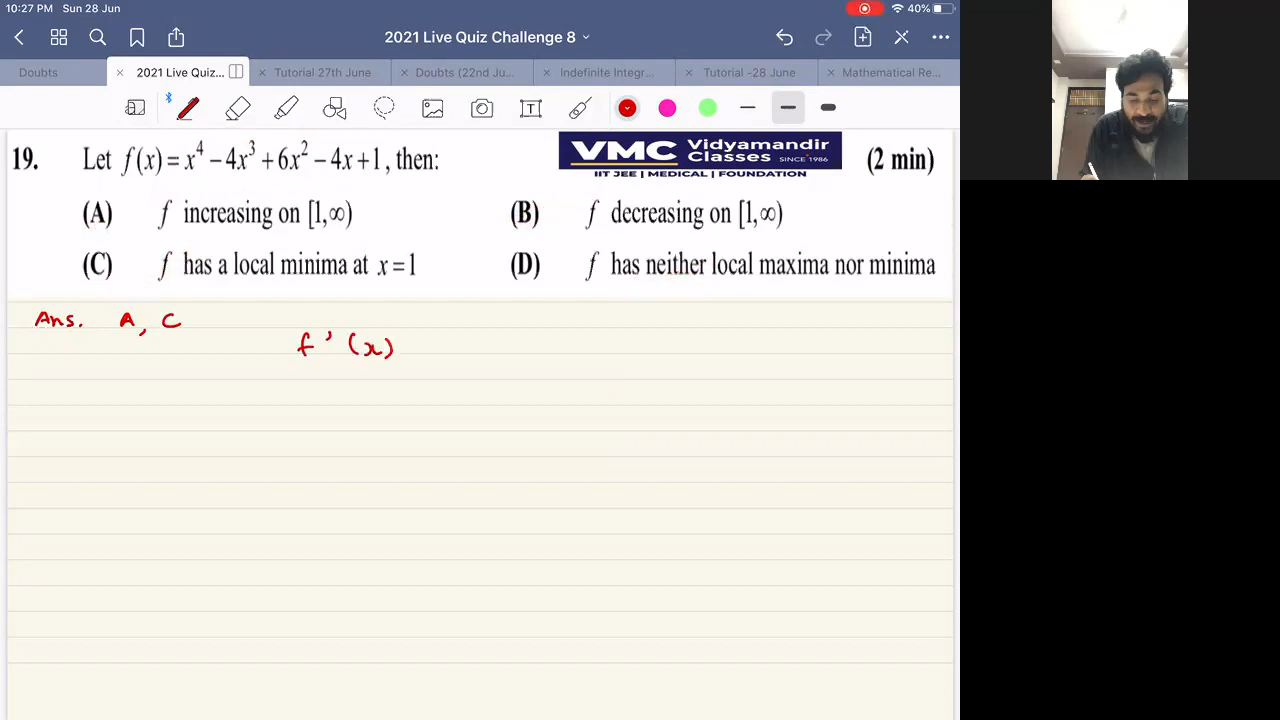 10:27 PM Sun 28 Jun
40%
2021 Live Quiz Challenge 8
Doubts
2021 Live Quiz...
Tutorial 27th June
Doubts (22nd Ju...
Indefinite Integr...
Tutorial -28 June
Mathematical Re...
19. Let f(x) = x⁴ − 4x³ + 6x² − 4x + 1, then: (2 min)
VMC Vidyamandir Classes SINCE 1986
IIT JEE | MEDICAL | FOUNDATION
(A) f increasing on [1,∞) (B) f decreasing on [1,∞)
(C) f has a local minima at x = 1 (D) f has neither local maxima nor minima
Ans. A, C
f'(x)